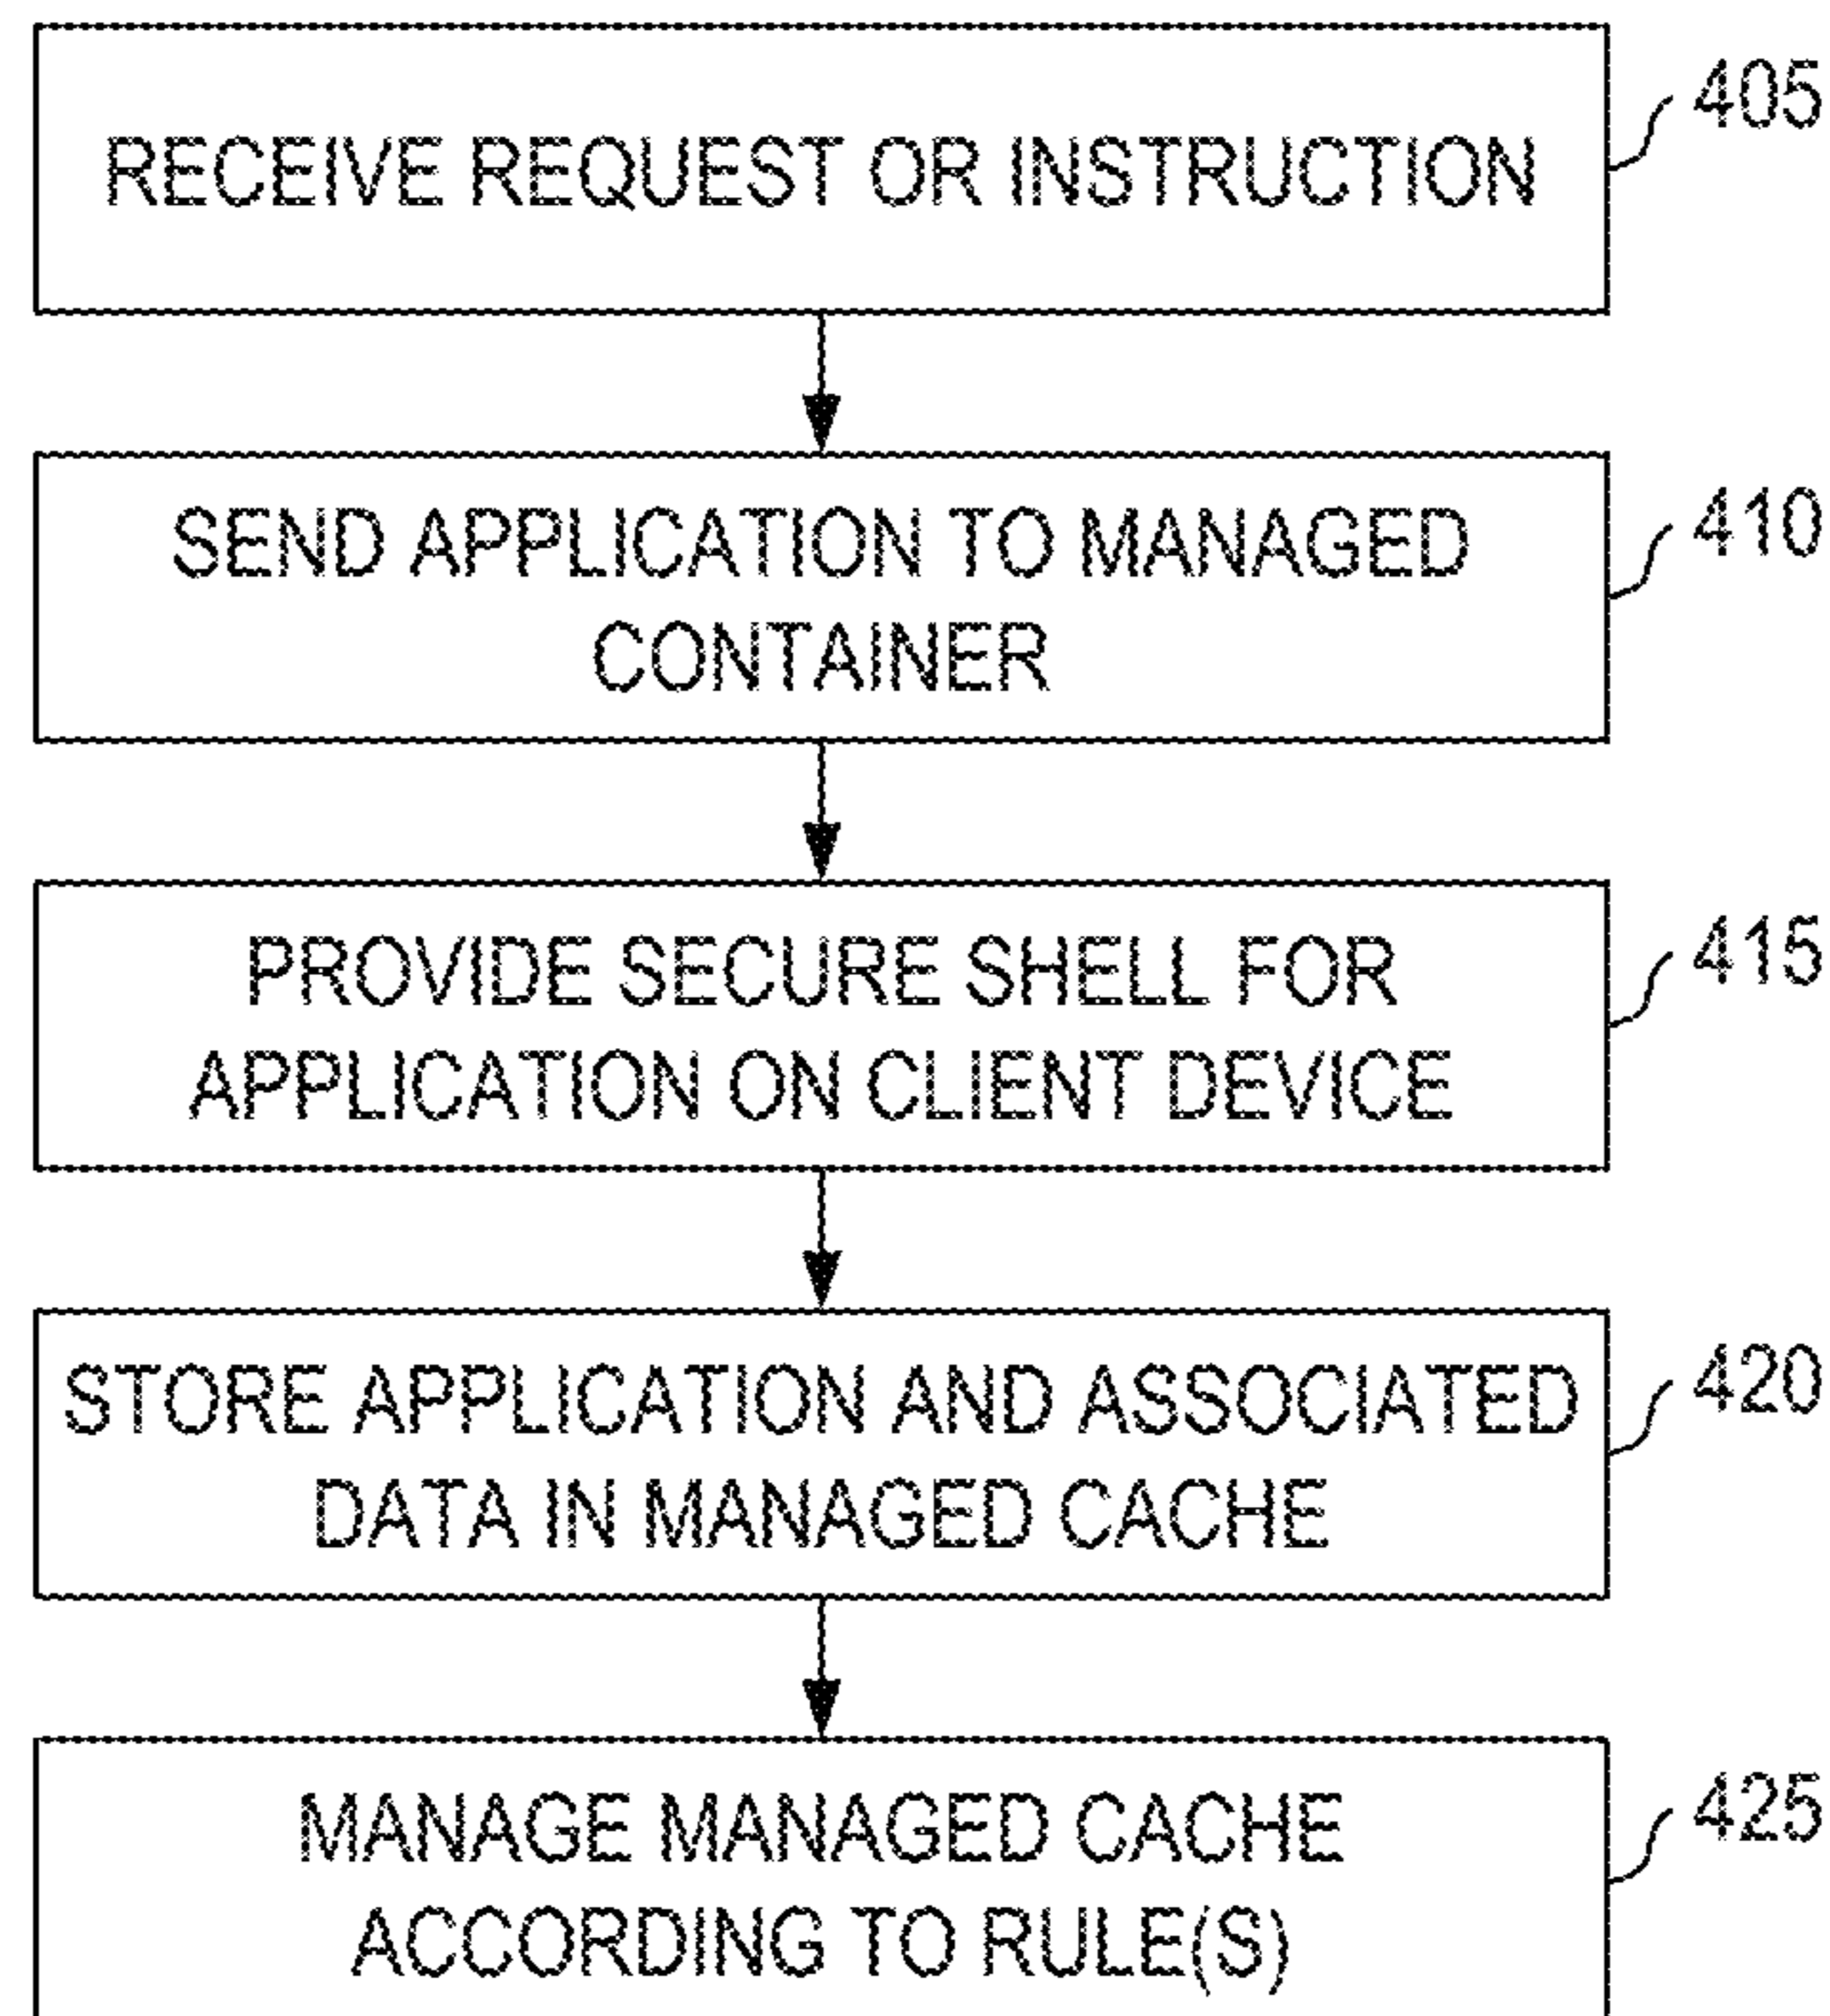 RECEIVE REQUEST OR INSTRUCTION
405
SEND APPLICATION TO MANAGED
CONTAINER
410
PROVIDE SECURE SHELL FOR
APPLICATION ON CLIENT DEVICE
415
STORE APPLICATION AND ASSOCIATED
DATA IN MANAGED CACHE
420
MANAGE MANAGED CACHE
ACCORDING TO RULE(S)
425